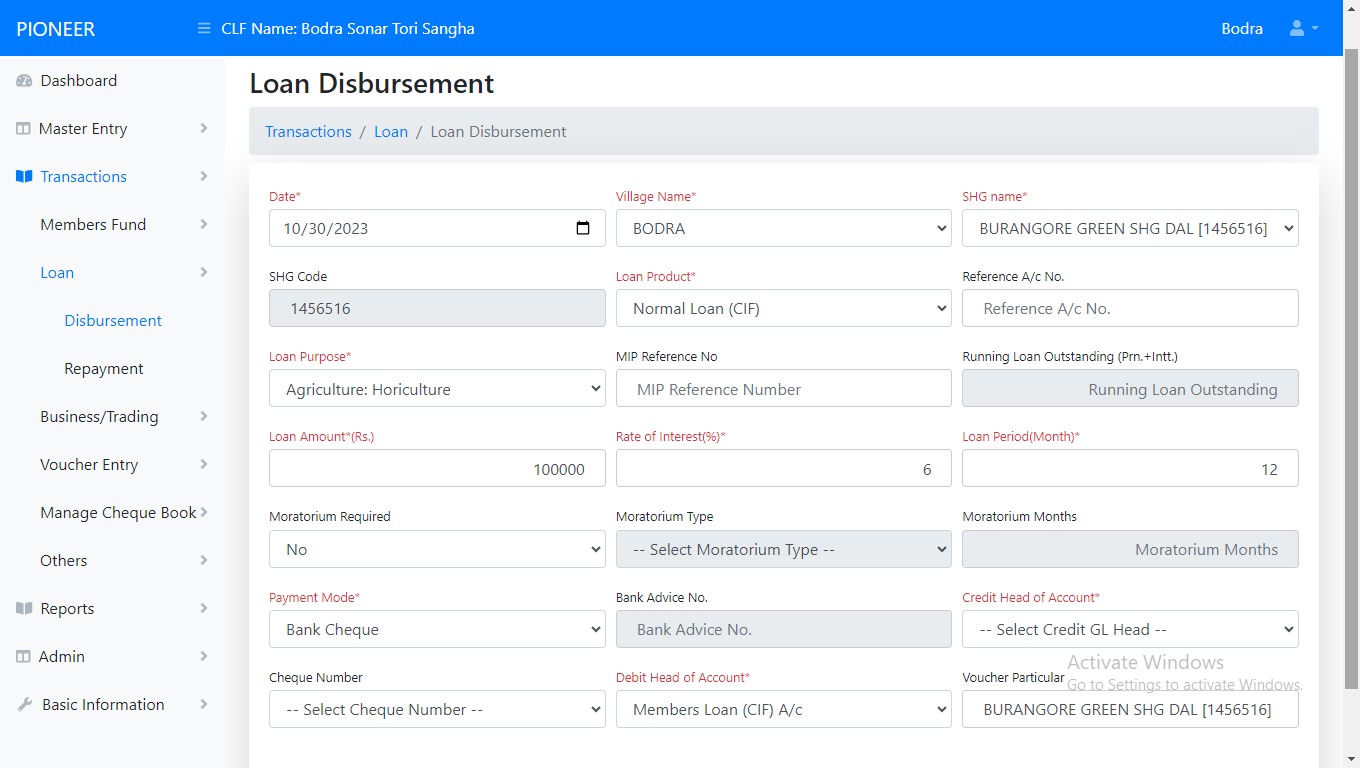 PIONEER
CLF Name: Bodra Sonar Tori Sangha
Bodra
Dashboard
Master Entry
Transactions
Members Fund
Loan
Disbursement
Repayment
Business/Trading
Voucher Entry
Manage Cheque Book
Others
Reports
Admin
Basic Information
Loan Disbursement
Transactions / Loan / Loan Disbursement
Date* Village Name* SHG name*
10/30/2023 BODRA BURANGORE GREEN SHG DAL [1456516]
SHG Code Loan Product* Reference A/c No.
1456516 Normal Loan (CIF) Reference A/c No.
Loan Purpose* MIP Reference No Running Loan Outstanding (Prn.+Intt.)
Agriculture: Horiculture MIP Reference Number Running Loan Outstanding
Loan Amount*(Rs.) Rate of Interest(%)* Loan Period(Month)*
100000 6 12
Moratorium Required Moratorium Type Moratorium Months
No -- Select Moratorium Type -- Moratorium Months
Payment Mode* Bank Advice No. Credit Head of Account*
Bank Cheque Bank Advice No. -- Select Credit GL Head --
Cheque Number Debit Head of Account* Voucher Particular
-- Select Cheque Number -- Members Loan (CIF) A/c BURANGORE GREEN SHG DAL [1456516]
Activate Windows
Go to Settings to activate Windows.